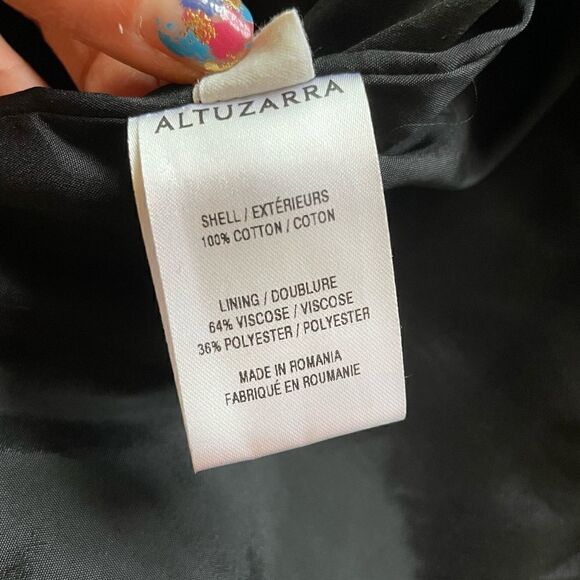 ALTUZARRA
SHELL / EXTÉRIEURS
100% COTTON / COTON
LINING / DOUBLURE
64% VISCOSE / VISCOSE
36% POLYESTER / POLYESTER
MADE IN ROMANIA
FABRIQUÉ EN ROUMANIE